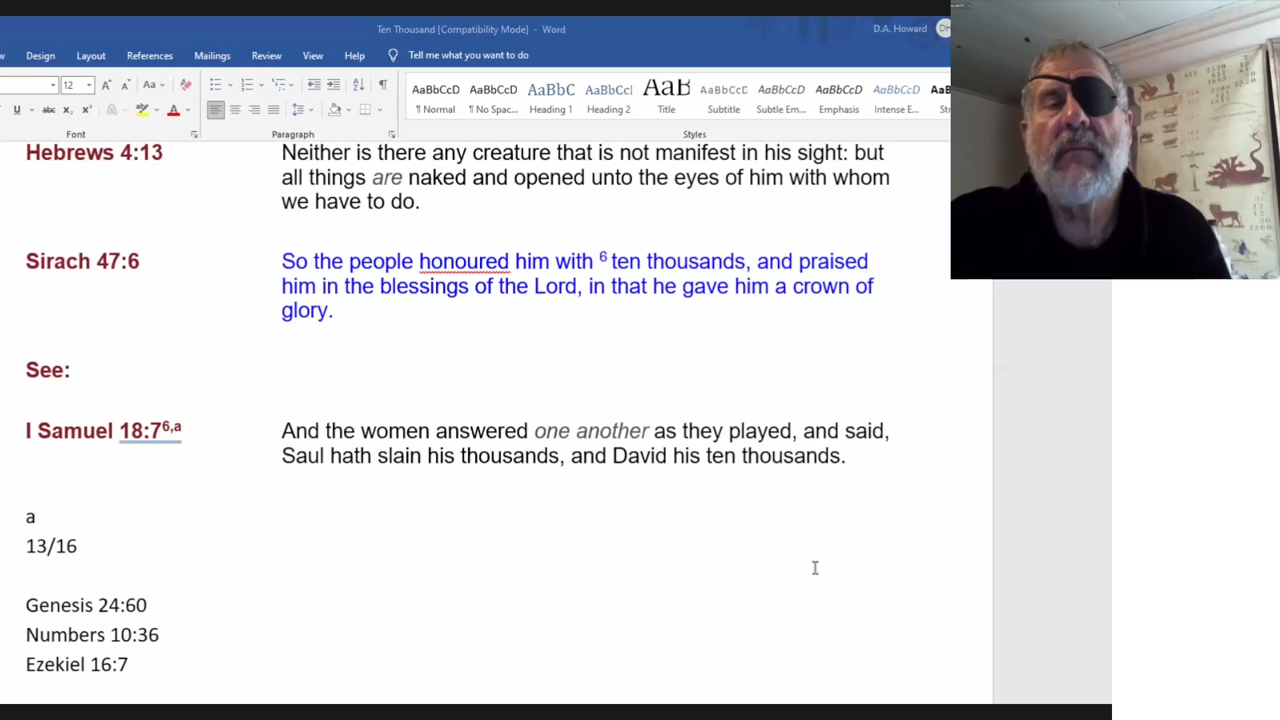 Ten Thousand [Compatibility Mode] - Word
D.A. Howard
DH
Design Layout References Mailings Review View Help Tell me what you want to do
12 Aa
U abc x₂ x² A A
AaBbCcD AaBbCcD AaBbC AaBbCcI AaB AaBbCcD AaBbCcD AaBbCcD AaBbCcD
¶ Normal ¶ No Spac... Heading 1 Heading 2 Title Subtitle Subtle Em... Emphasis Intense E...
Font Paragraph Styles
Hebrews 4:13 Neither is there any creature that is not manifest in his sight: but
all things are naked and opened unto the eyes of him with whom
we have to do.
Sirach 47:6 So the people honoured him with ⁶ ten thousands, and praised
him in the blessings of the Lord, in that he gave him a crown of
glory.
See:
I Samuel 18:7⁶,ᵃ And the women answered one another as they played, and said,
Saul hath slain his thousands, and David his ten thousands.
a
13/16
Genesis 24:60
Numbers 10:36
Ezekiel 16:7